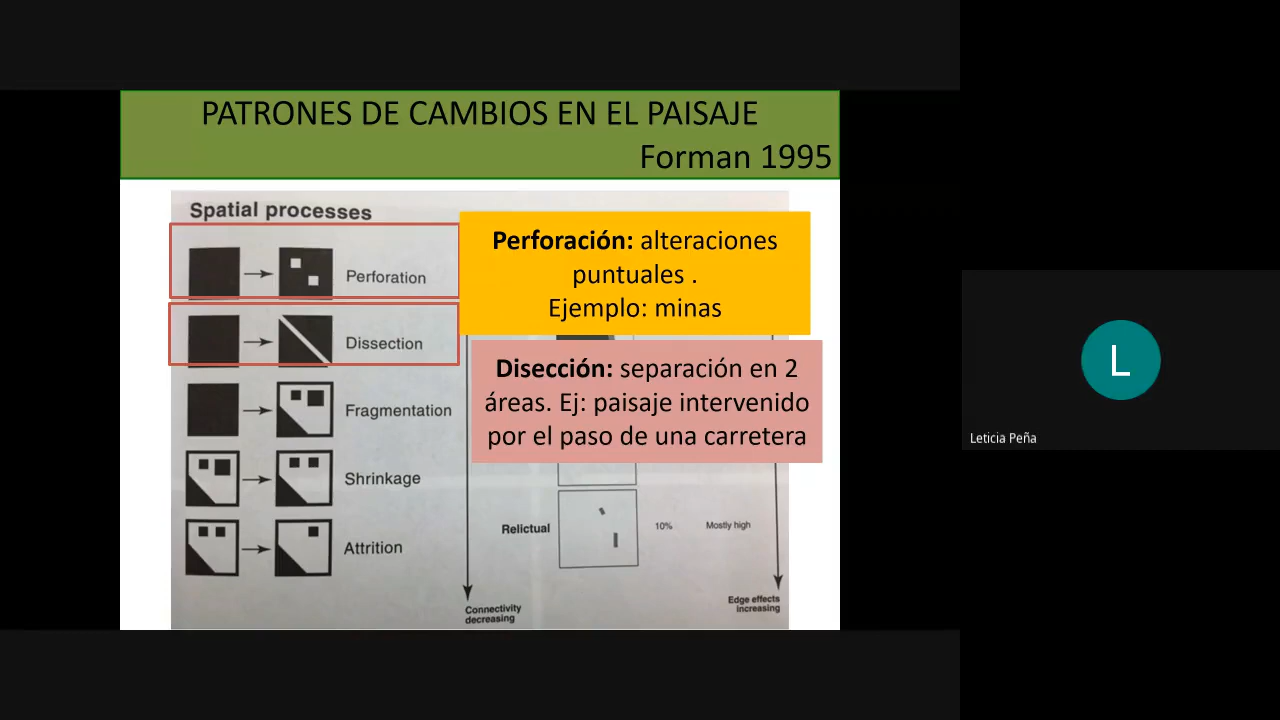 PATRONES DE CAMBIOS EN EL PAISAJE
Forman 1995
Spatial processes
Perforation
Dissection
Fragmentation
Shrinkage
Attrition
Perforación: alteraciones
puntuales .
Ejemplo: minas
Disección: separación en 2
áreas. Ej: paisaje intervenido
por el paso de una carretera
Relictual
10%
Mostly high
Connectivity
decreasing
Edge effects
increasing
L
Leticia Peña